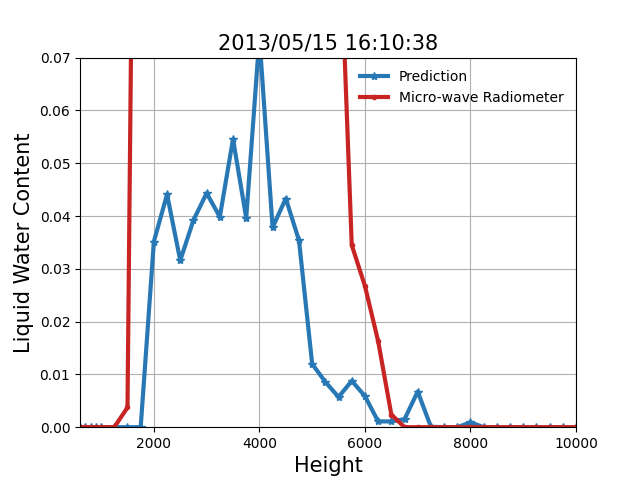 2013/05/15 16:10:38
0.07
0.06
0.05
0.04
0.03
0.02
0.01
0.00
Liquid Water Content
Prediction
Micro-wave Radiometer
2000 4000 6000 8000 10000
Height